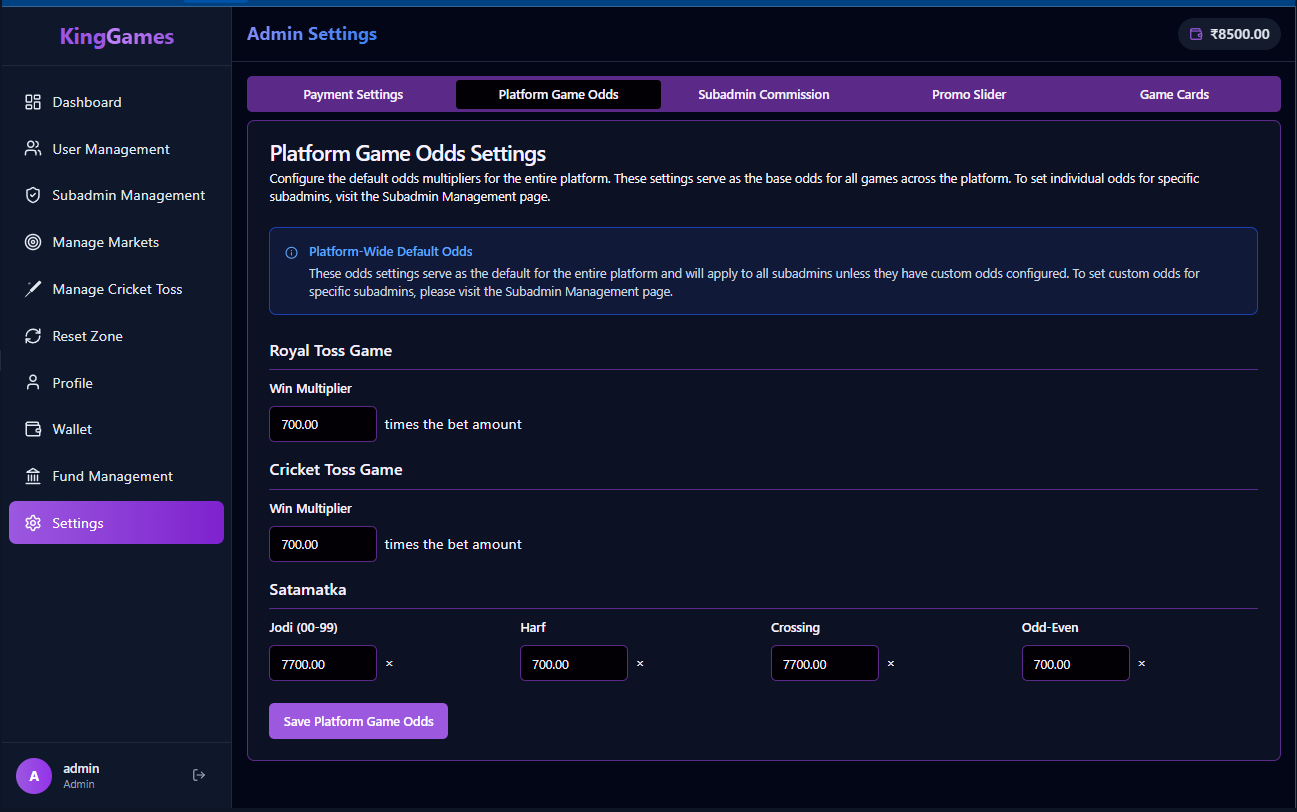 KingGames
Admin Settings
₹8500.00
Dashboard
User Management
Subadmin Management
Manage Markets
Manage Cricket Toss
Reset Zone
Profile
Wallet
Fund Management
Settings
Payment Settings
Platform Game Odds
Subadmin Commission
Promo Slider
Game Cards
Platform Game Odds Settings
Configure the default odds multipliers for the entire platform. These settings serve as the base odds for all games across the platform. To set individual odds for specific
subadmins, visit the Subadmin Management page.
Platform-Wide Default Odds
These odds settings serve as the default for the entire platform and will apply to all subadmins unless they have custom odds configured. To set custom odds for
specific subadmins, please visit the Subadmin Management page.
Royal Toss Game
Win Multiplier
700.00 times the bet amount
Cricket Toss Game
Win Multiplier
700.00 times the bet amount
Satamatka
Jodi (00-99) Harf Crossing Odd-Even
7700.00 × 700.00 × 7700.00 × 700.00 ×
Save Platform Game Odds
A
admin
Admin